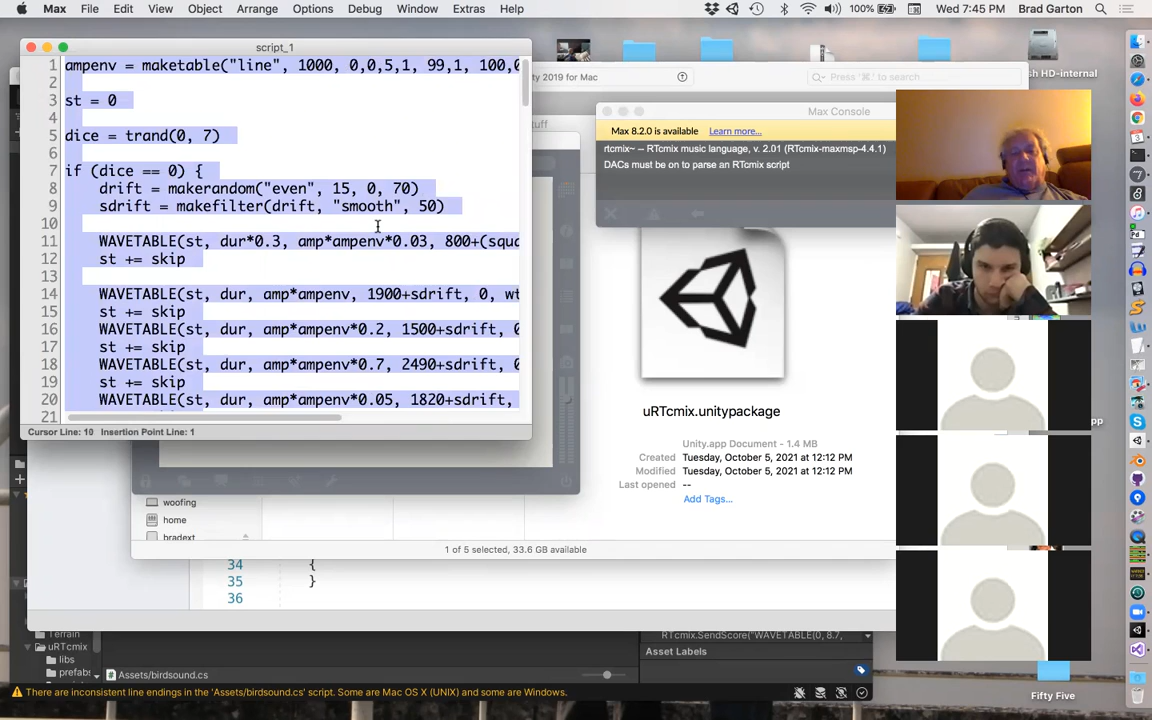 Max File Edit View Object Arrange Options Debug Window Extras Help 100% Wed 7:45 PM Brad Garton
script_1
1 ampenv = maketable("line", 1000, 0,0,5,1, 99,1, 100,0
2
3 st = 0
4
5 dice = trand(0, 7)
6
7 if (dice == 0) {
8 drift = makerandom("even", 15, 0, 70)
9 sdrift = makefilter(drift, "smooth", 50)
10
11 WAVETABLE(st, dur*0.3, amp*ampenv*0.03, 800+(squa
12 st += skip
13
14 WAVETABLE(st, dur, amp*ampenv, 1900+sdrift, 0, wt
15 st += skip
16 WAVETABLE(st, dur, amp*ampenv*0.2, 1500+sdrift, 0
17 st += skip
18 WAVETABLE(st, dur, amp*ampenv*0.7, 2490+sdrift, 0
19 st += skip
20 WAVETABLE(st, dur, amp*ampenv*0.05, 1820+sdrift,
21
Cursor Line: 10 Insertion Point Line: 1
ity 2019 for Mac
Press '⌘.' to search
sh HD-internal
tuff
Max Console
Max 8.2.0 is available Learn more...
rtcmix~ -- RTcmix music language, v. 2.01 (RTcmix-maxmsp-4.4.1)
DACs must be on to parse an RTcmix script
uRTcmix.unitypackage
Unity.app Document - 1.4 MB
Created Tuesday, October 5, 2021 at 12:12 PM
Modified Tuesday, October 5, 2021 at 12:12 PM
Last opened --
Add Tags...
pp
woofing
home
bradext
1 of 5 selected, 33.6 GB available
34 {
35 }
36
Terrain
uRTcmix
libs
prefabs
Assets/birdsound.cs
RTcmix.SendScore("WAVETABLE(0, 8.7,
Asset Labels
There are inconsistent line endings in the 'Assets/birdsound.cs' script. Some are Mac OS X (UNIX) and some are Windows.
Fifty Five